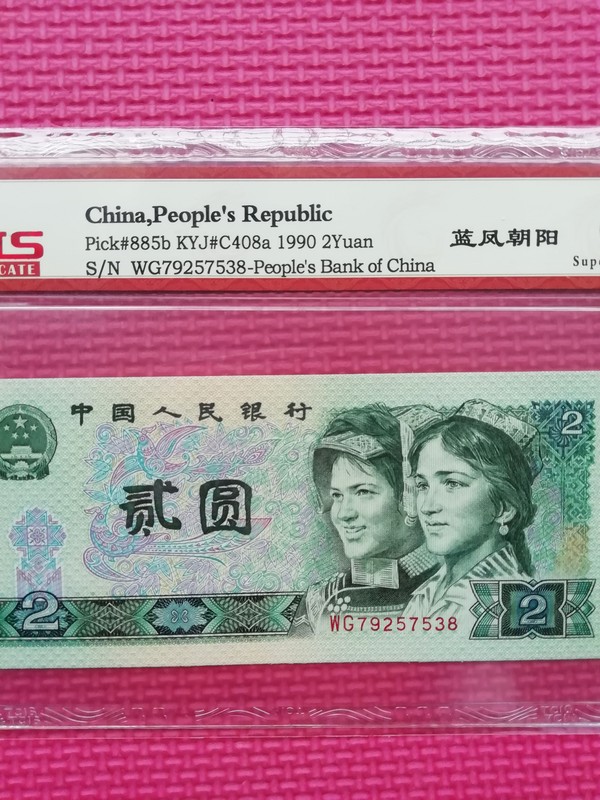 China,People's Republic
Pick#885b KYJ#C408a 1990 2Yuan
S/N WG79257538-People's Bank of China
蓝凤朝阳
中国人民银行
贰圆
2
2
2
WG79257538